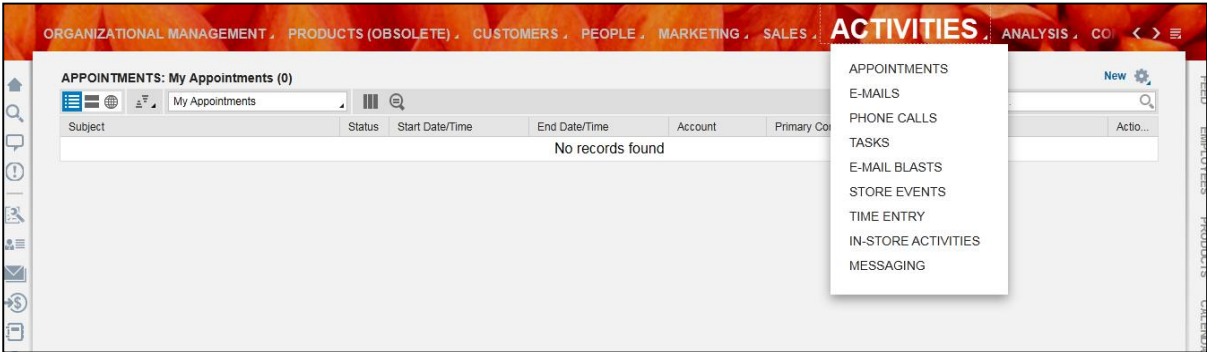 ORGANIZATIONAL MANAGEMENT PRODUCTS (OBSOLETE) CUSTOMERS PEOPLE MARKETING SALES ACTIVITIES ANALYSIS
APPOINTMENTS: My Appointments (0)
New
My Appointments
Subject Status Start Date/Time End Date/Time Account Primary Actio...
No records found
APPOINTMENTS
E-MAILS
PHONE CALLS
TASKS
E-MAIL BLASTS
STORE EVENTS
TIME ENTRY
IN-STORE ACTIVITIES
MESSAGING
FEED
EMPLOYEES
PRODUCTS